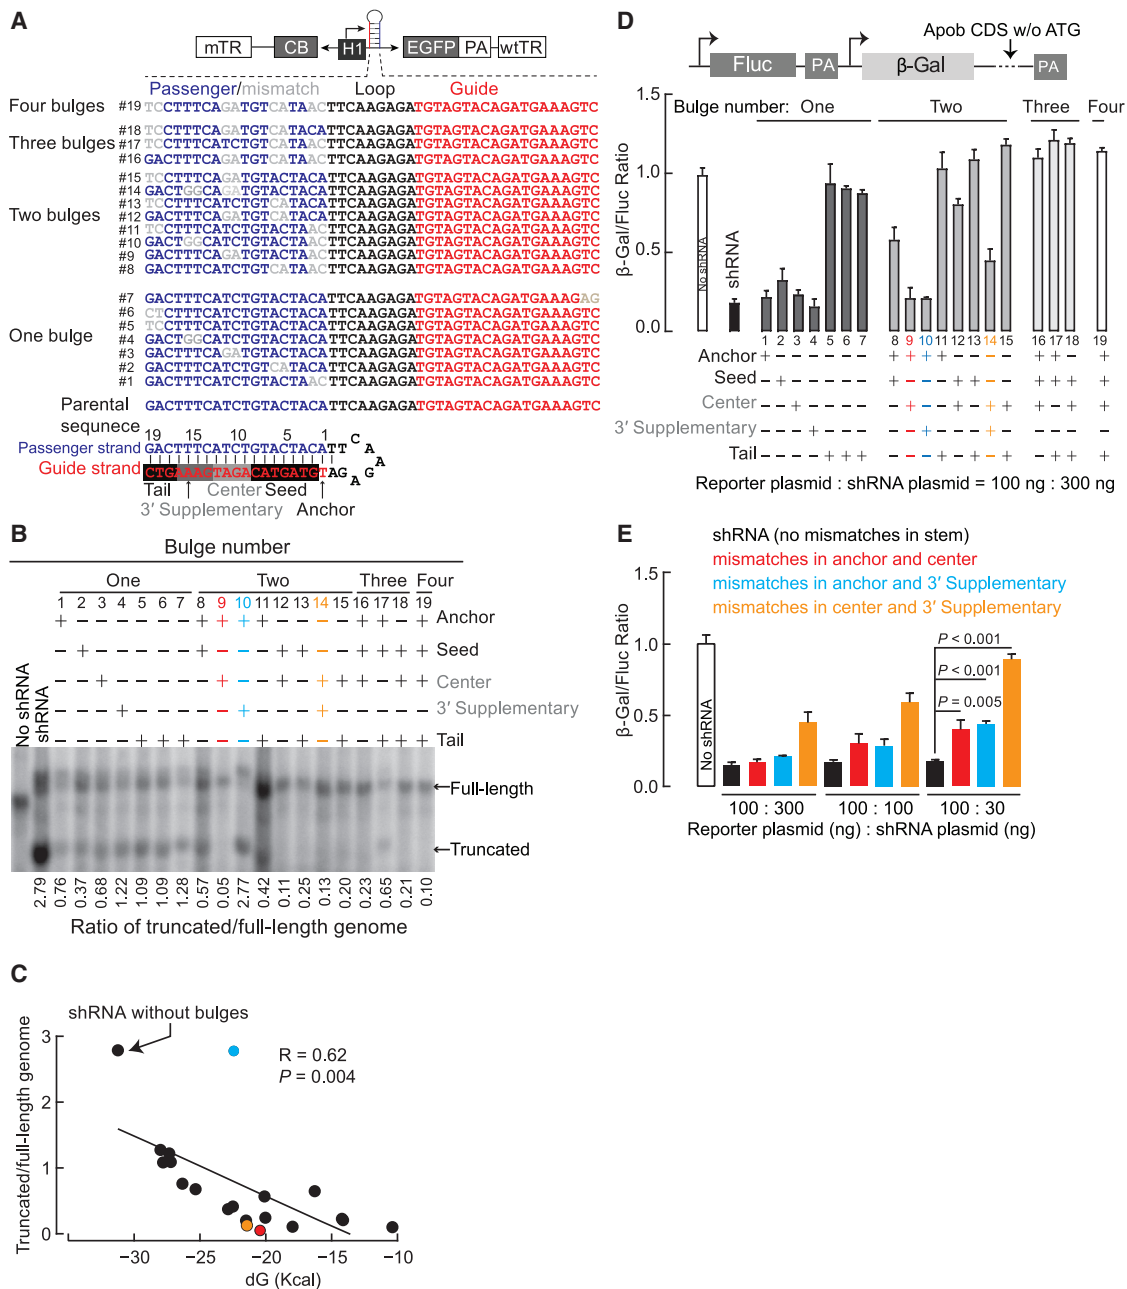 A
mTR CB H1 EGFP PA wtTR
Passenger/mismatch Loop Guide
Four bulges #19 TCCTTTCAGATGTCATAACTTCAAGAGATGTAGTACAGATGAAAGTC
#18 TCCTTTCAGATGTCATACATTCAAGAGATGTAGTACAGATGAAAGTC
Three bulges #17 TCCTTTCATCTGTCATAACTTCAAGAGATGTAGTACAGATGAAAGTC
#16 GACTTTCAGATGTCATAACTTCAAGAGATGTAGTACAGATGAAAGTC
#15 TCCTTTCAGATGTACTACATTCAAGAGATGTAGTACAGATGAAAGTC
#14 GACTGGCAGATGTACTACATTCAAGAGATGTAGTACAGATGAAAGTC
#13 TCCTTTCATCTGTCATACATTCAAGAGATGTAGTACAGATGAAAGTC
Two bulges #12 GACTTTCAGATGTCATACATTCAAGAGATGTAGTACAGATGAAAGTC
#11 TCCTTTCATCTGTACTAACTTCAAGAGATGTAGTACAGATGAAAGTC
#10 GACTGGCATCTGTACTAACTTCAAGAGATGTAGTACAGATGAAAGTC
#9 GACTTTCAGATGTACTAACTTCAAGAGATGTAGTACAGATGAAAGTC
#8 GACTTTCATCTGTCATAACTTCAAGAGATGTAGTACAGATGAAAGTC
#7 GACTTTCATCTGTACTACATTCAAGAGATGTAGTACAGATGAAAGAG
#6 CTCTTTCATCTGTACTACATTCAAGAGATGTAGTACAGATGAAAGTC
#5 TCCTTTCATCTGTACTACATTCAAGAGATGTAGTACAGATGAAAGTC
One bulge #4 GACTGGCATCTGTACTACATTCAAGAGATGTAGTACAGATGAAAGTC
#3 GACTTTCAGATGTACTACATTCAAGAGATGTAGTACAGATGAAAGTC
#2 GACTTTCATCTGTCATACATTCAAGAGATGTAGTACAGATGAAAGTC
#1 GACTTTCATCTGTACTAACTTCAAGAGATGTAGTACAGATGAAAGTC
Parental GACTTTCATCTGTACTACATTCAAGAGATGTAGTACAGATGAAAGTC
sequnece
19 15 10 5 1
Passenger strand GACTTTCATCTGTACTACATTCAAGAGA
Guide strand CTGAAAGTAGACATGATGT
Tail Center Seed
3′ Supplementary Anchor
B
Bulge number
One Two Three Four
1 2 3 4 5 6 7 8 9 10 11 12 13 14 15 16 17 18 19
+ − − − − − − + + + + − − − − + + − + Anchor
− + − − − − − + − − − + + − − + + + + Seed
− − + − − − − − + − − + − + + + − + + Center
− − − + − − − − − + − − − + − − − − − 3′ Supplementary
− − − − + + + − − − + − + − + − + + + Tail
No shRNA
shRNA
Full-length
Truncated
2.79 0.76 0.37 0.68 1.22 1.09 1.09 1.28 0.57 0.05 2.77 0.42 0.11 0.25 0.13 0.20 0.23 0.65 0.21 0.10
Ratio of truncated/full-length genome
C
shRNA without bulges
R = 0.62
P = 0.004
Truncated/full-length genome
3
2
1
0
−30 −25 −20 −15 −10
dG (Kcal)
D
Apob CDS w/o ATG
Fluc PA β-Gal PA
Bulge number: One Two Three Four
β-Gal/Fluc Ratio
1.5
1.0
0.5
0.0
No shRNA
shRNA
1 2 3 4 5 6 7 8 9 10 11 12 13 14 15 16 17 18 19
Anchor + − − − − − − + + + + − − − − + + − +
Seed − + − − − − − + − − − + + − − + + + +
Center − − + − − − − − + − − + − + + + − + +
3′ Supplementary − − − + − − − − − + − − − + − − − − −
Tail − − − − + + + − − − + − + − + − + + +
Reporter plasmid : shRNA plasmid = 100 ng : 300 ng
E
shRNA (no mismatches in stem)
mismatches in anchor and center
mismatches in anchor and 3′ Supplementary
mismatches in center and 3′ Supplementary
β-Gal/Fluc Ratio
1.5
1.0
0.5
0.0
No shRNA
P < 0.001
P < 0.001
P = 0.005
100 : 300 100 : 100 100 : 30
Reporter plasmid (ng) : shRNA plasmid (ng)